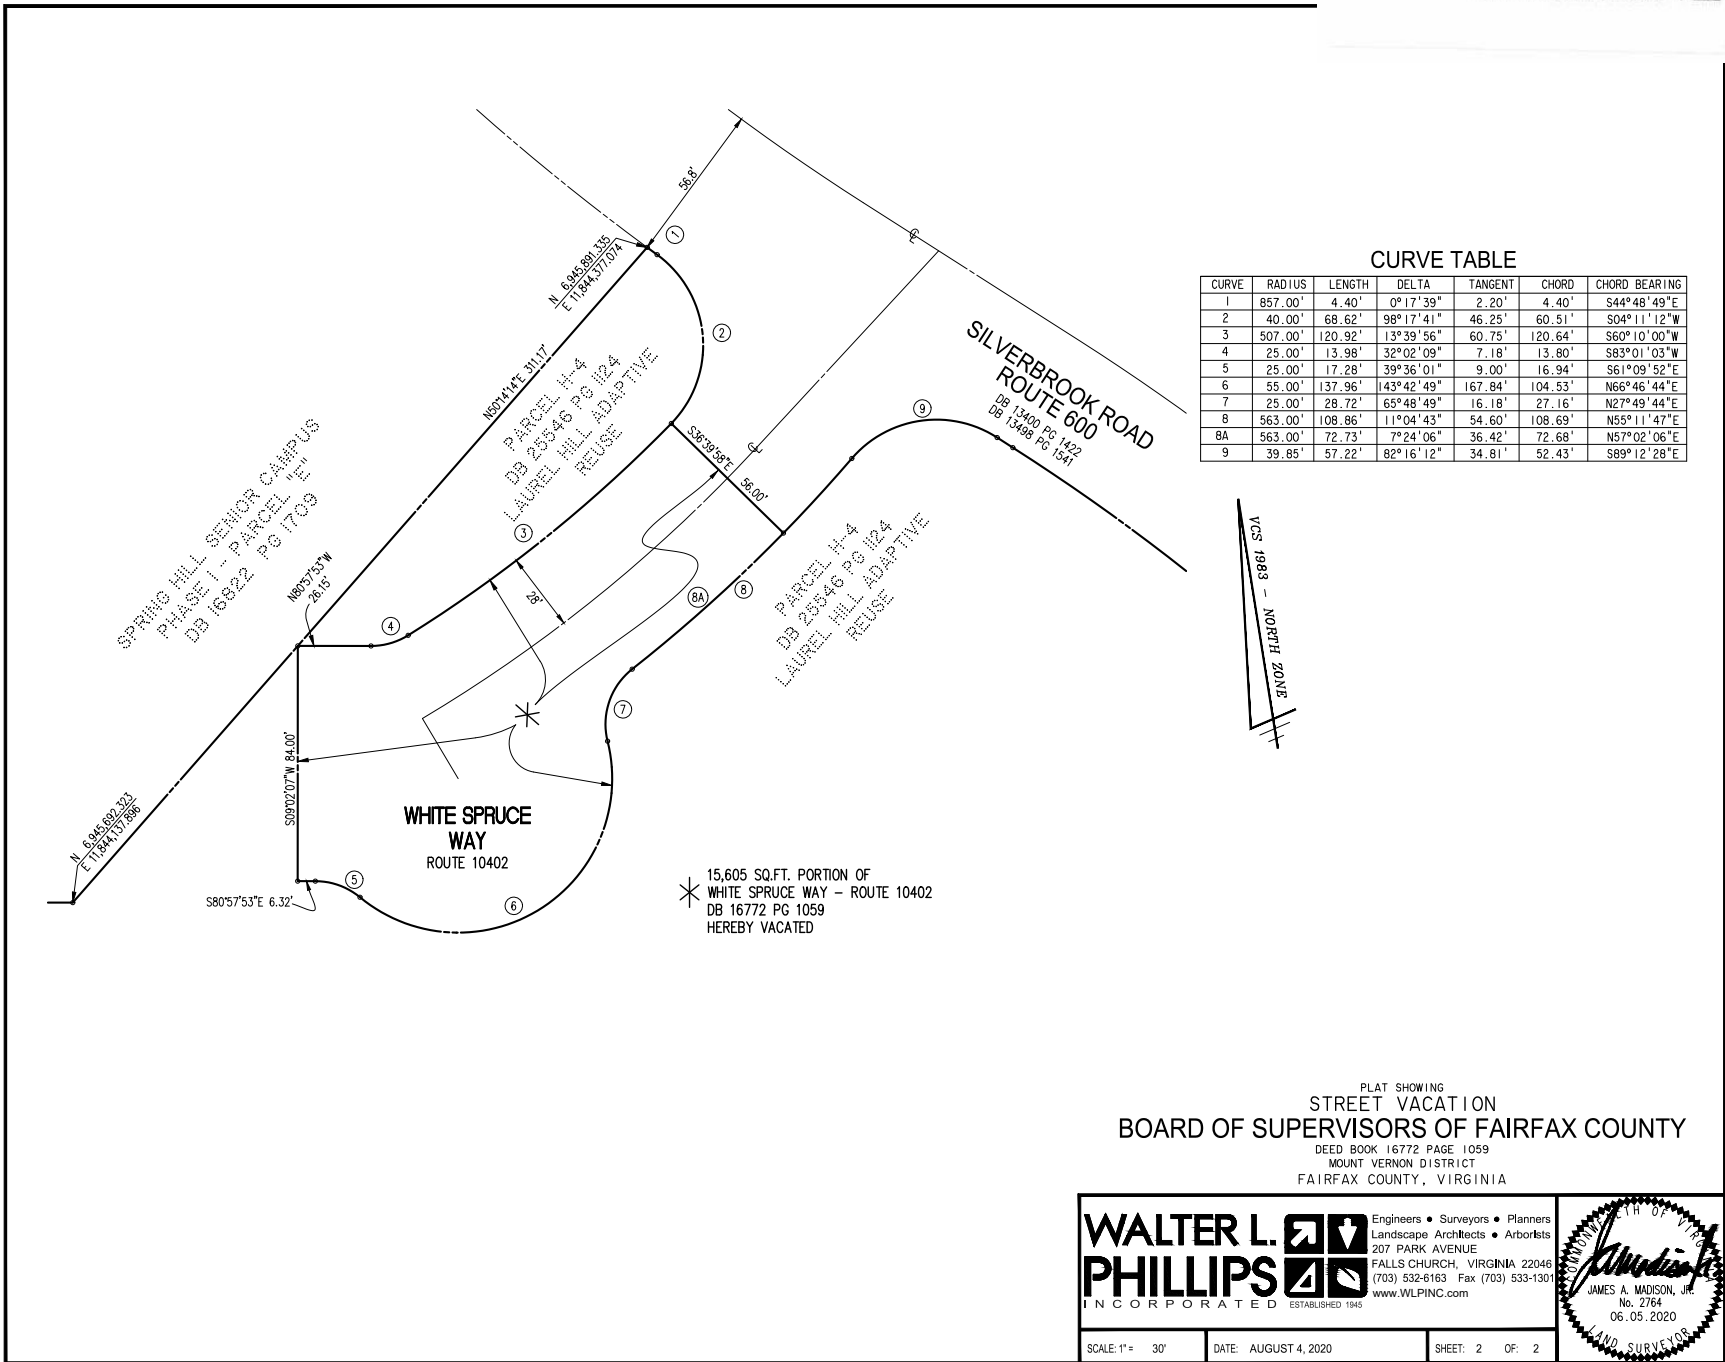 56.8'
1
N 6,945,891.335
E 11,844,377.074
2
N50°14'14"E 311.17'
PARCEL H-4
DB 25546 PG 1124
LAUREL HILL ADAPTIVE
REUSE
SPRING HILL SENIOR CAMPUS
PHASE I - PARCEL "E"
DB 16822 PG 1709
S36°39'58"E
56.00'
3
28'
N80°57'53"W
26.15'
4
SILVERBROOK ROAD
ROUTE 600
DB 13400 PG 1422
DB 13498 PG 1541
9
8
8A
PARCEL H-4
DB 25546 PG 1124
LAUREL HILL ADAPTIVE
REUSE
7
S09°02'07"W 84.00'
N 6,945,692.323
E 11,844,137.896
WHITE SPRUCE
WAY
ROUTE 10402
5
S80°57'53"E 6.32'
6
15,605 SQ.FT. PORTION OF
WHITE SPRUCE WAY – ROUTE 10402
DB 16772 PG 1059
HEREBY VACATED
CURVE TABLE
CURVE RADIUS LENGTH DELTA TANGENT CHORD CHORD BEARING
1 857.00' 4.40' 0°17'39" 2.20' 4.40' S44°48'49"E
2 40.00' 68.62' 98°17'41" 46.25' 60.51' S04°11'12"W
3 507.00' 120.92' 13°39'56" 60.75' 120.64' S60°10'00"W
4 25.00' 13.98' 32°02'09" 7.18' 13.80' S83°01'03"W
5 25.00' 17.28' 39°36'01" 9.00' 16.94' S61°09'52"E
6 55.00' 137.96' 143°42'49" 167.84' 104.53' N66°46'44"E
7 25.00' 28.72' 65°48'49" 16.18' 27.16' N27°49'44"E
8 563.00' 108.86' 11°04'43" 54.60' 108.69' N55°11'47"E
8A 563.00' 72.73' 7°24'06" 36.42' 72.68' N57°02'06"E
9 39.85' 57.22' 82°16'12" 34.81' 52.43' S89°12'28"E
VCS 1983 – NORTH ZONE
PLAT SHOWING
STREET VACATION
BOARD OF SUPERVISORS OF FAIRFAX COUNTY
DEED BOOK 16772 PAGE 1059
MOUNT VERNON DISTRICT
FAIRFAX COUNTY, VIRGINIA
WALTER L.
PHILLIPS
INCORPORATED
ESTABLISHED 1945
Engineers • Surveyors • Planners
Landscape Architects • Arborists
207 PARK AVENUE
FALLS CHURCH, VIRGINIA 22046
(703) 532-6163 Fax (703) 533-1301
www.WLPINC.com
SCALE: 1" = 30'
DATE: AUGUST 4, 2020
SHEET: 2 OF: 2
JAMES A. MADISON, JR.
No. 2764
06.05.2020
LAND SURVEYOR